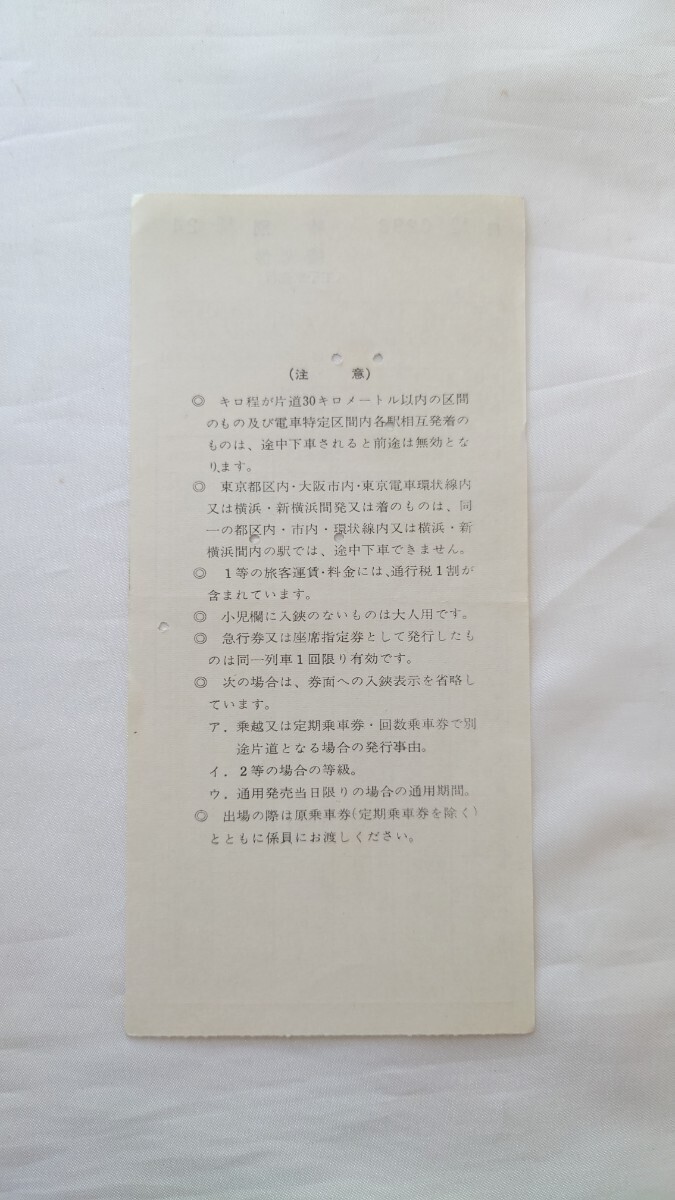 (注　　意)
◎　キロ程が片道30キロメートル以内の区間
のもの及び電車特定区間内各駅相互発着の
ものは、途中下車されると前途は無効とな
ります。
◎　東京都区内・大阪市内・東京電車環状線内
又は横浜・新横浜間発又は着のものは、同
一の都区内・市内・環状線内又は横浜・新
横浜間内の駅では、途中下車できません。
◎　1等の旅客運賃・料金には、通行税1割が
含まれています。
◎　小児欄に入鋏のないものは大人用です。
◎　急行券又は座席指定券として発行したも
のは同一列車1回限り有効です。
◎　次の場合は、券面への入鋏表示を省略し
ています。
ア．乗越又は定期乗車券・回数乗車券で別
途片道となる場合の発行事由。
イ．2等の場合の等級。
ウ．通用発売当日限りの場合の通用期間。
◎　出場の際は原乗車券(定期乗車券を除く)
とともに係員にお渡しください。